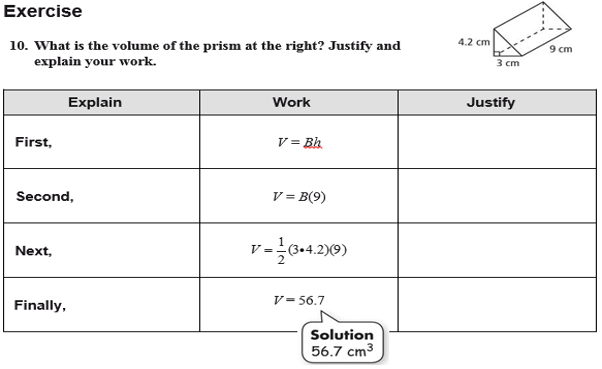 Exercise
10. What is the volume of the prism at the right? Justify and
explain your work.
4.2 cm
9 cm
3 cm
Explain Work Justify
First, V = Bh
Second, V = B(9)
Next, V = 1/2(3•4.2)(9)
Finally, V = 56.7
Solution
56.7 cm³